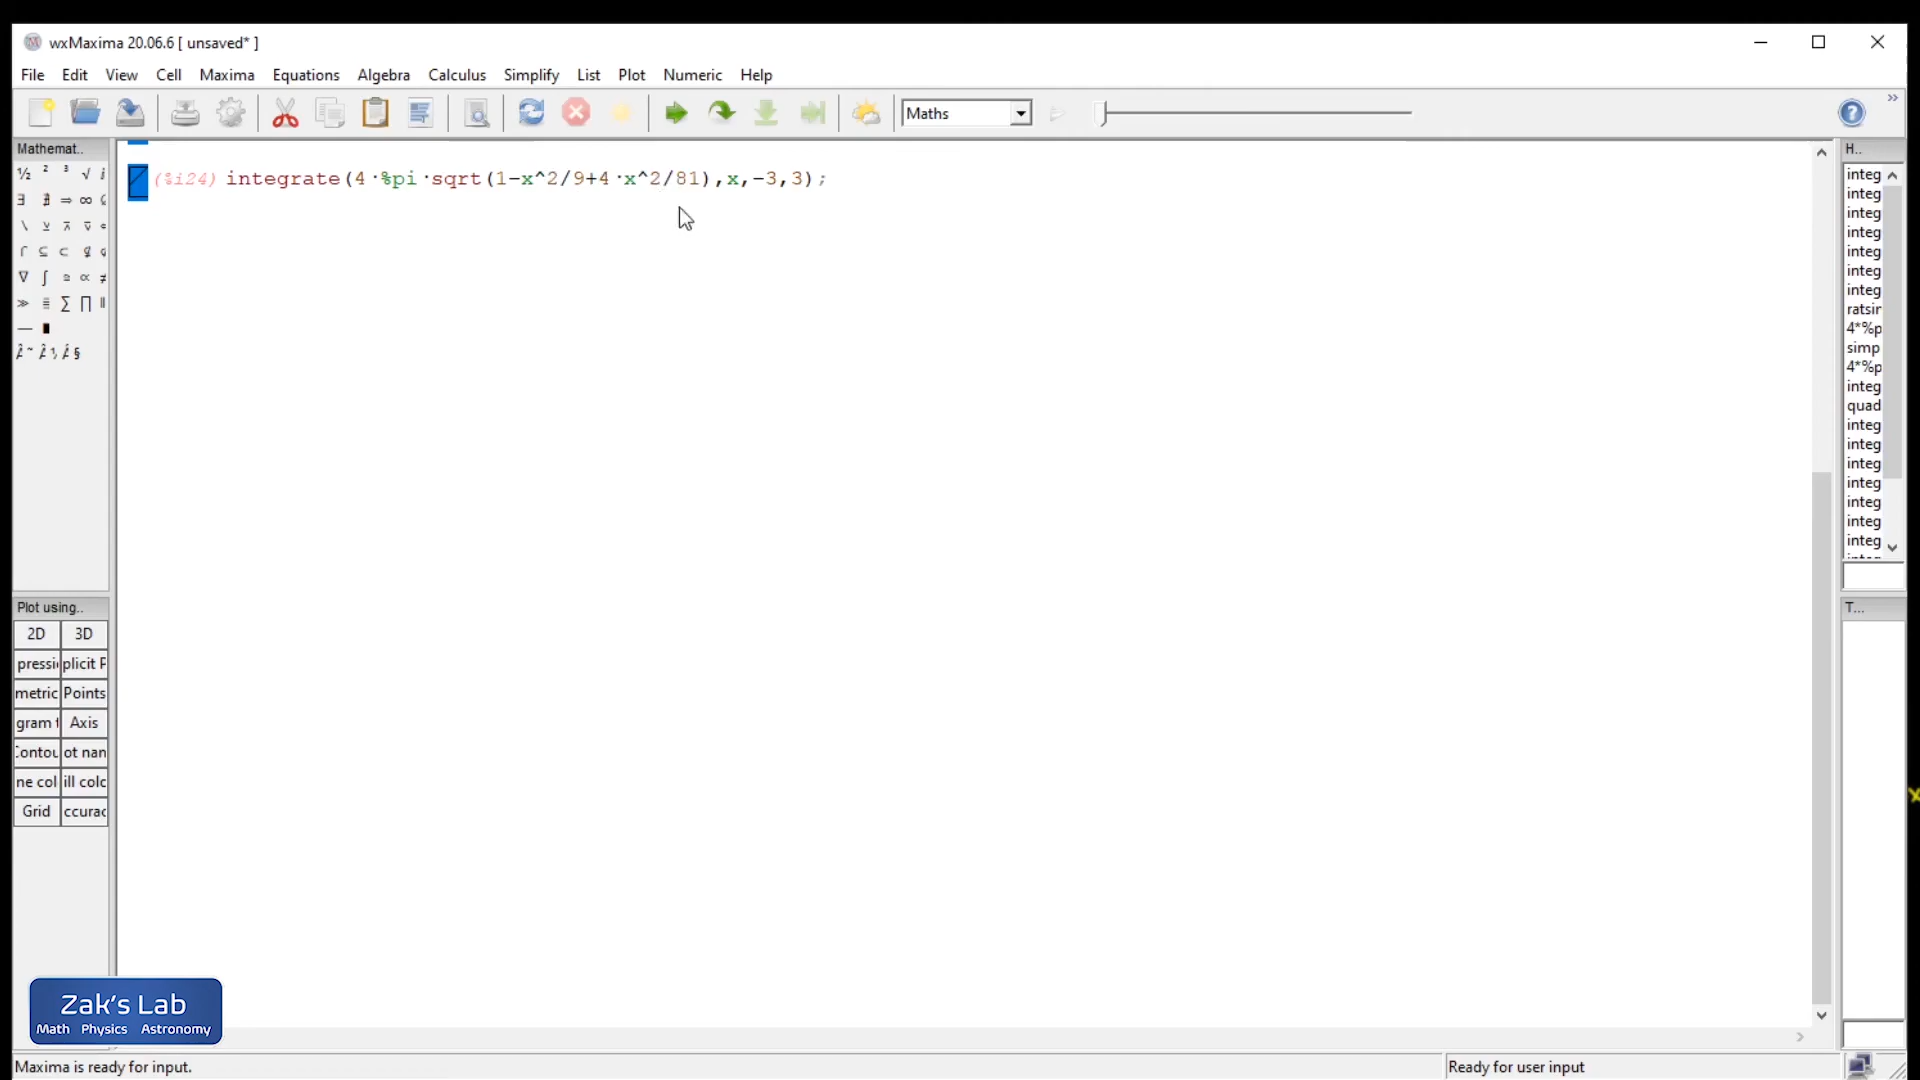 wxMaxima 20.06.6 [ unsaved* ]
File Edit View Cell Maxima Equations Algebra Calculus Simplify List Plot Numeric Help
Maths
Mathemat..
(%i24) integrate(4·%pi·sqrt(1-x^2/9+4·x^2/81),x,-3,3);
H..
integ
integ
integ
integ
integ
integ
integ
ratsir
4*%p
simp
4*%p
integ
quad
integ
integ
integ
integ
integ
integ
integ
Plot using..
2D 3D
pressi plicit P
metric Points
gram t Axis
Contou ot nan
ne col ill colc
Grid ccurac
T...
Zak's Lab
Math Physics Astronomy
Maxima is ready for input.
Ready for user input